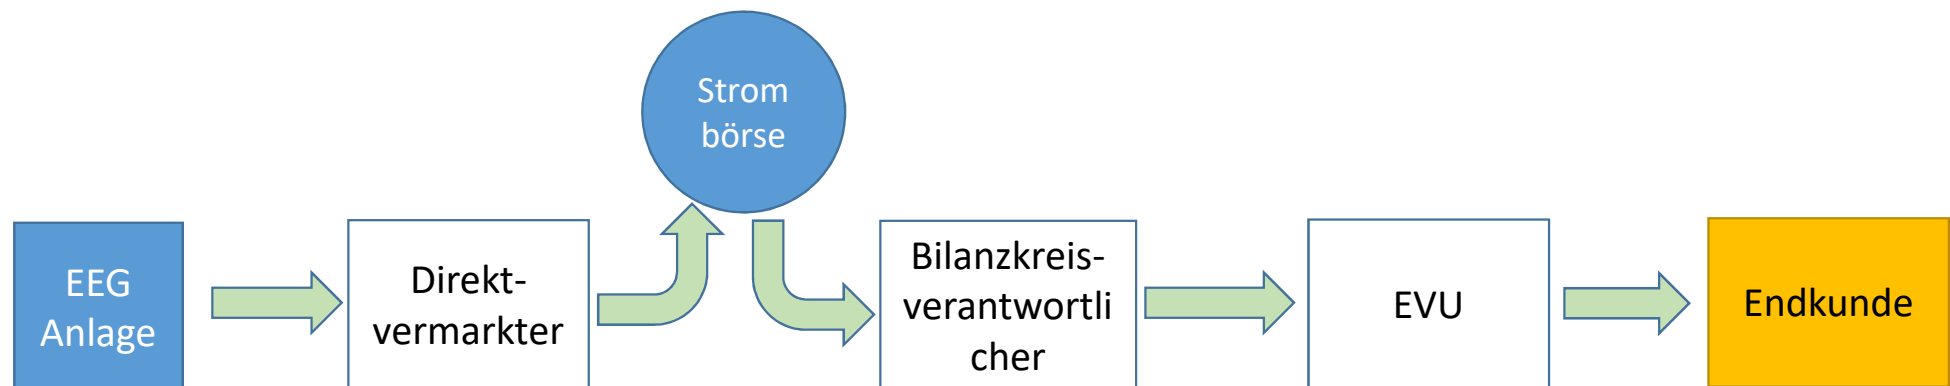 Strom
börse
EEG
Anlage
Direkt-
vermarkter
Bilanzkreis-
verantwortli
cher
EVU
Endkunde